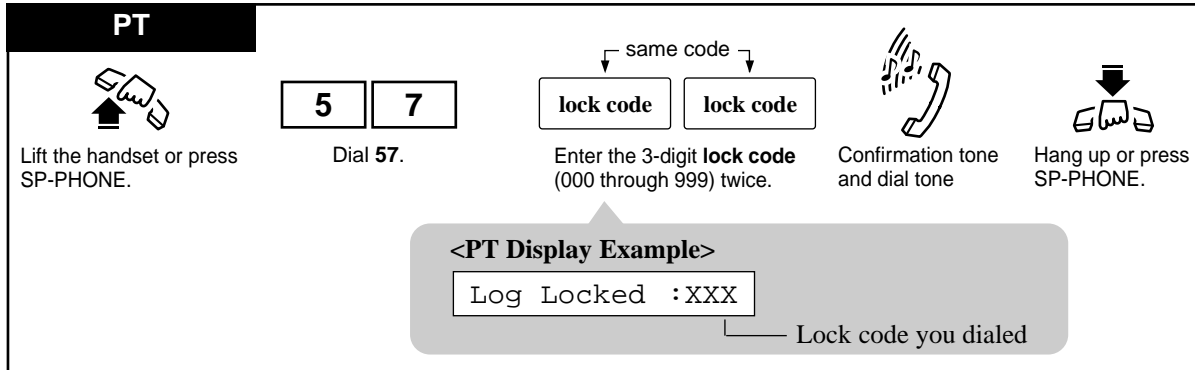 PT
same code
5 7
lock code lock code
Lift the handset or press
SP-PHONE.
Dial 57.
Enter the 3-digit lock code
(000 through 999) twice.
Confirmation tone
and dial tone
Hang up or press
SP-PHONE.
<PT Display Example>
Log Locked :XXX
Lock code you dialed